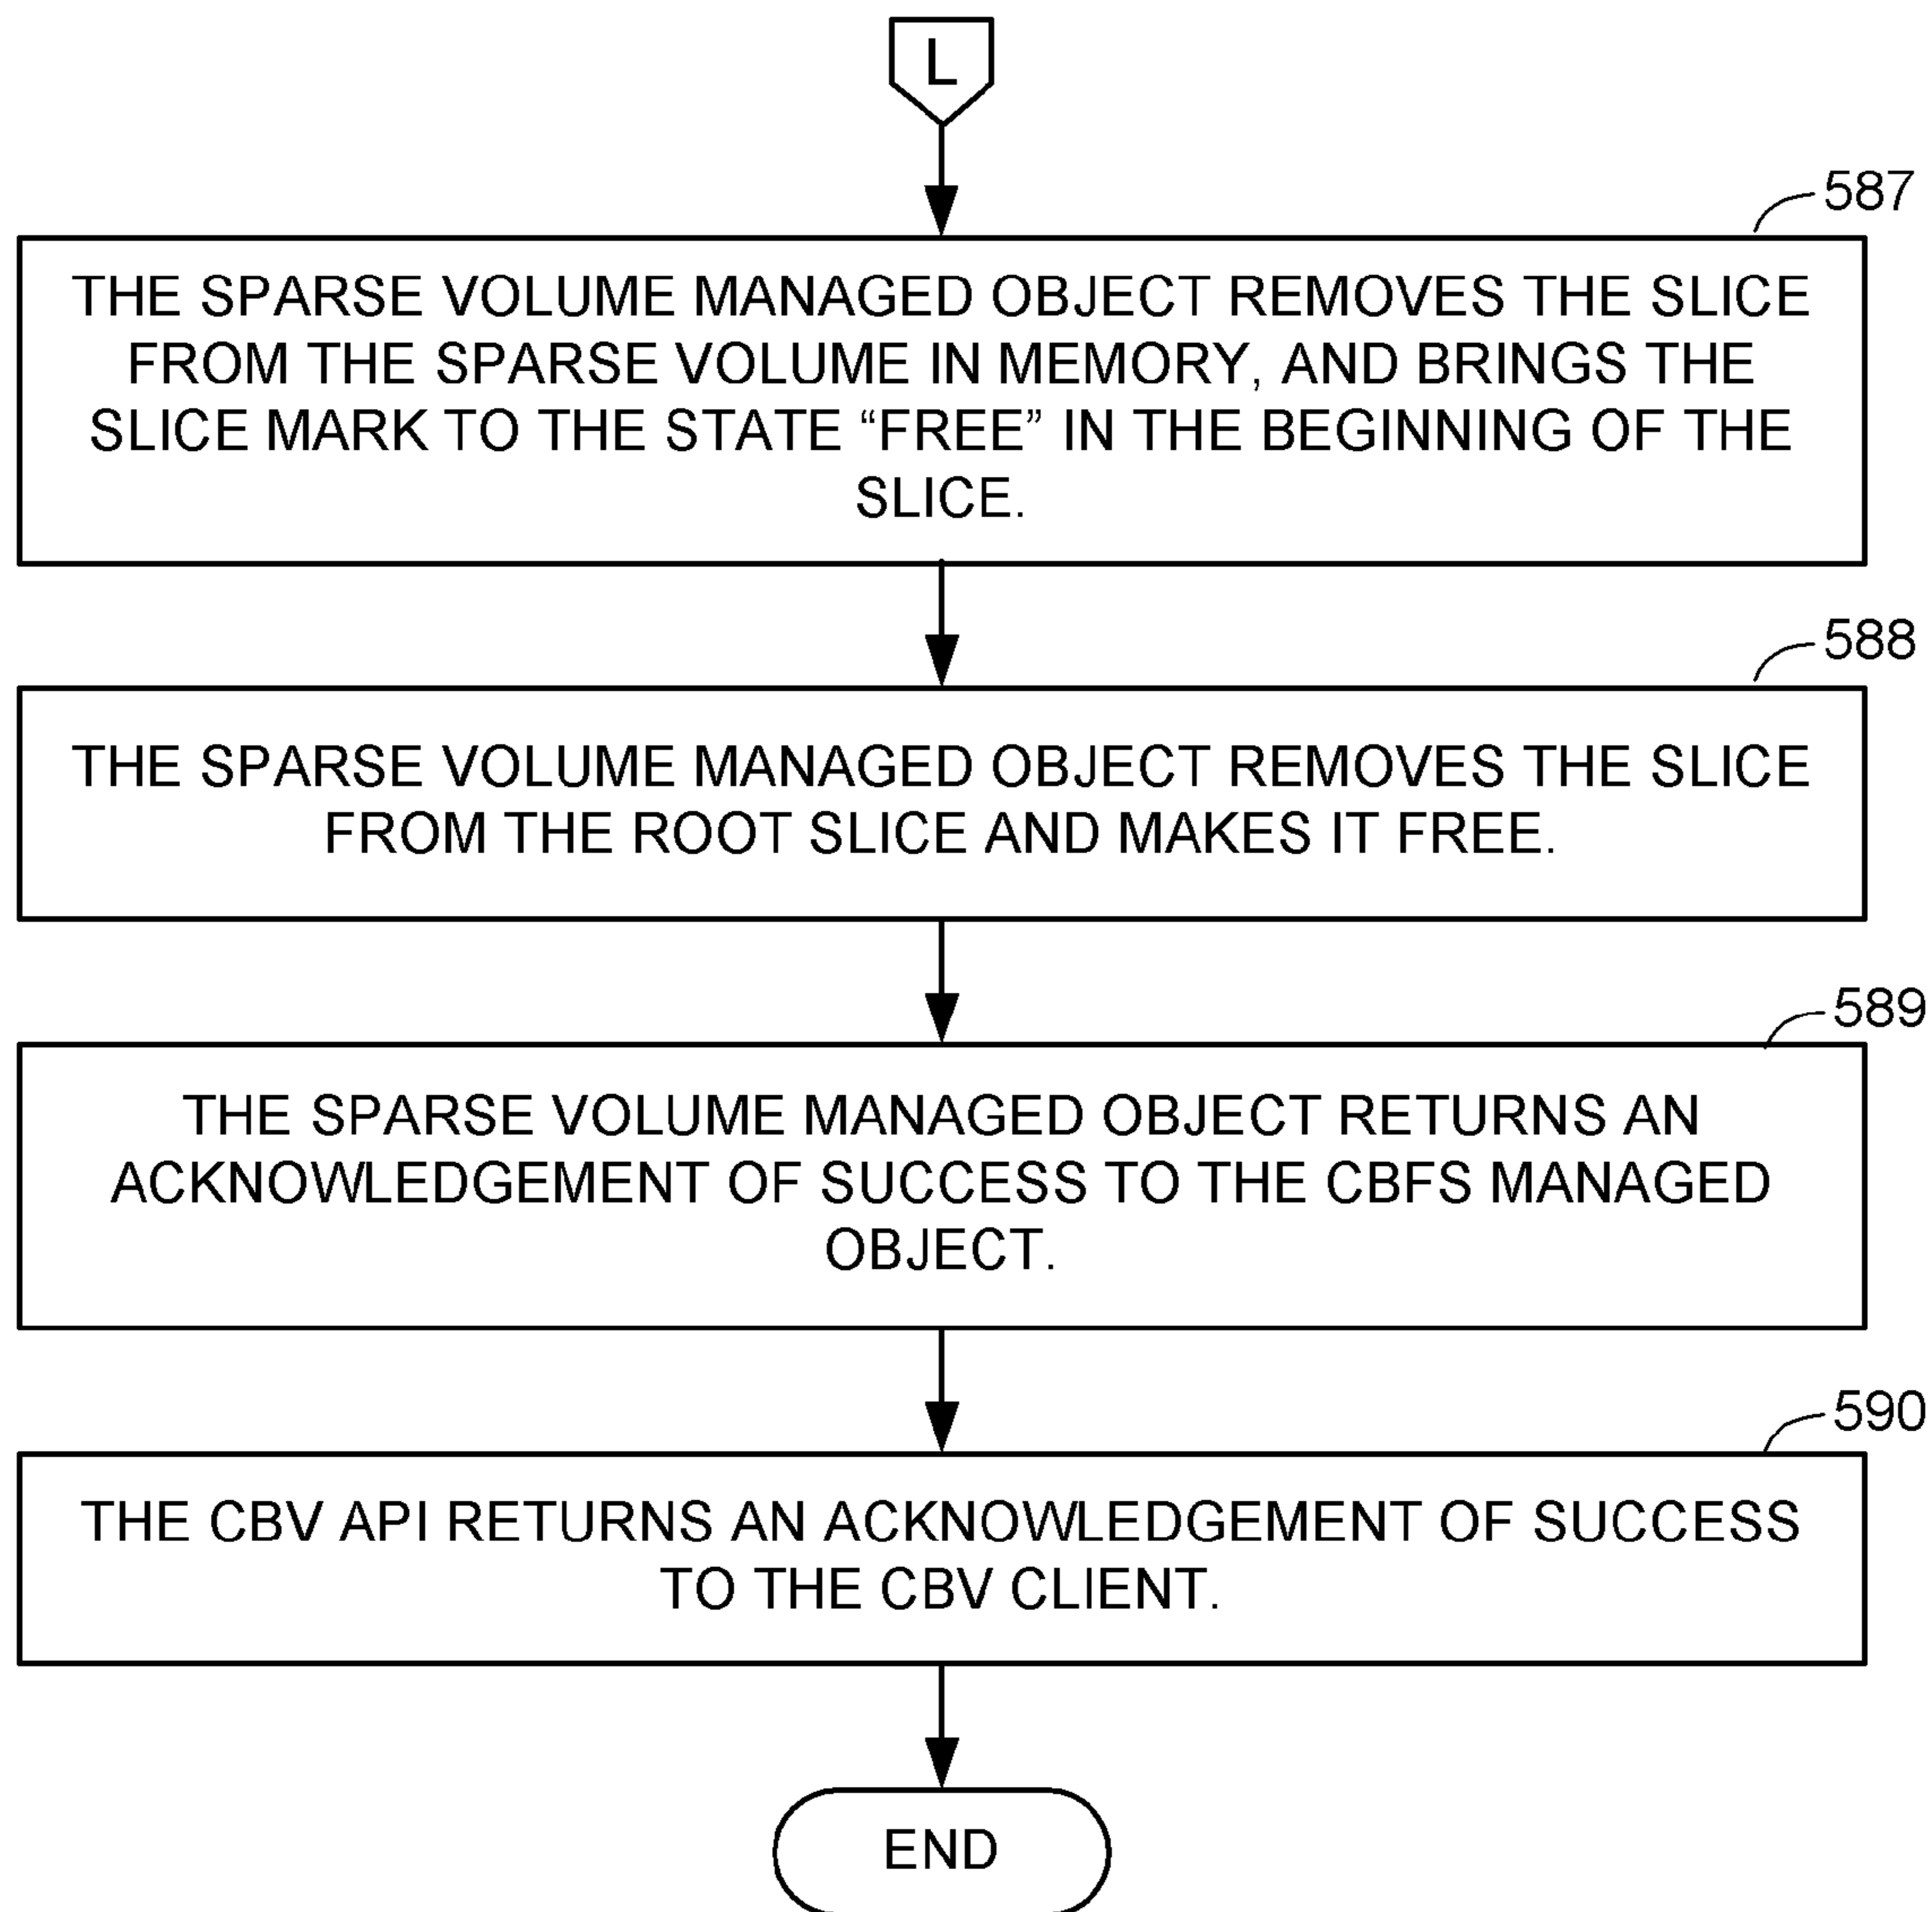 L
587
THE SPARSE VOLUME MANAGED OBJECT REMOVES THE SLICE
FROM THE SPARSE VOLUME IN MEMORY, AND BRINGS THE
SLICE MARK TO THE STATE “FREE” IN THE BEGINNING OF THE
SLICE.
588
THE SPARSE VOLUME MANAGED OBJECT REMOVES THE SLICE
FROM THE ROOT SLICE AND MAKES IT FREE.
589
THE SPARSE VOLUME MANAGED OBJECT RETURNS AN
ACKNOWLEDGEMENT OF SUCCESS TO THE CBFS MANAGED
OBJECT.
590
THE CBV API RETURNS AN ACKNOWLEDGEMENT OF SUCCESS
TO THE CBV CLIENT.
END